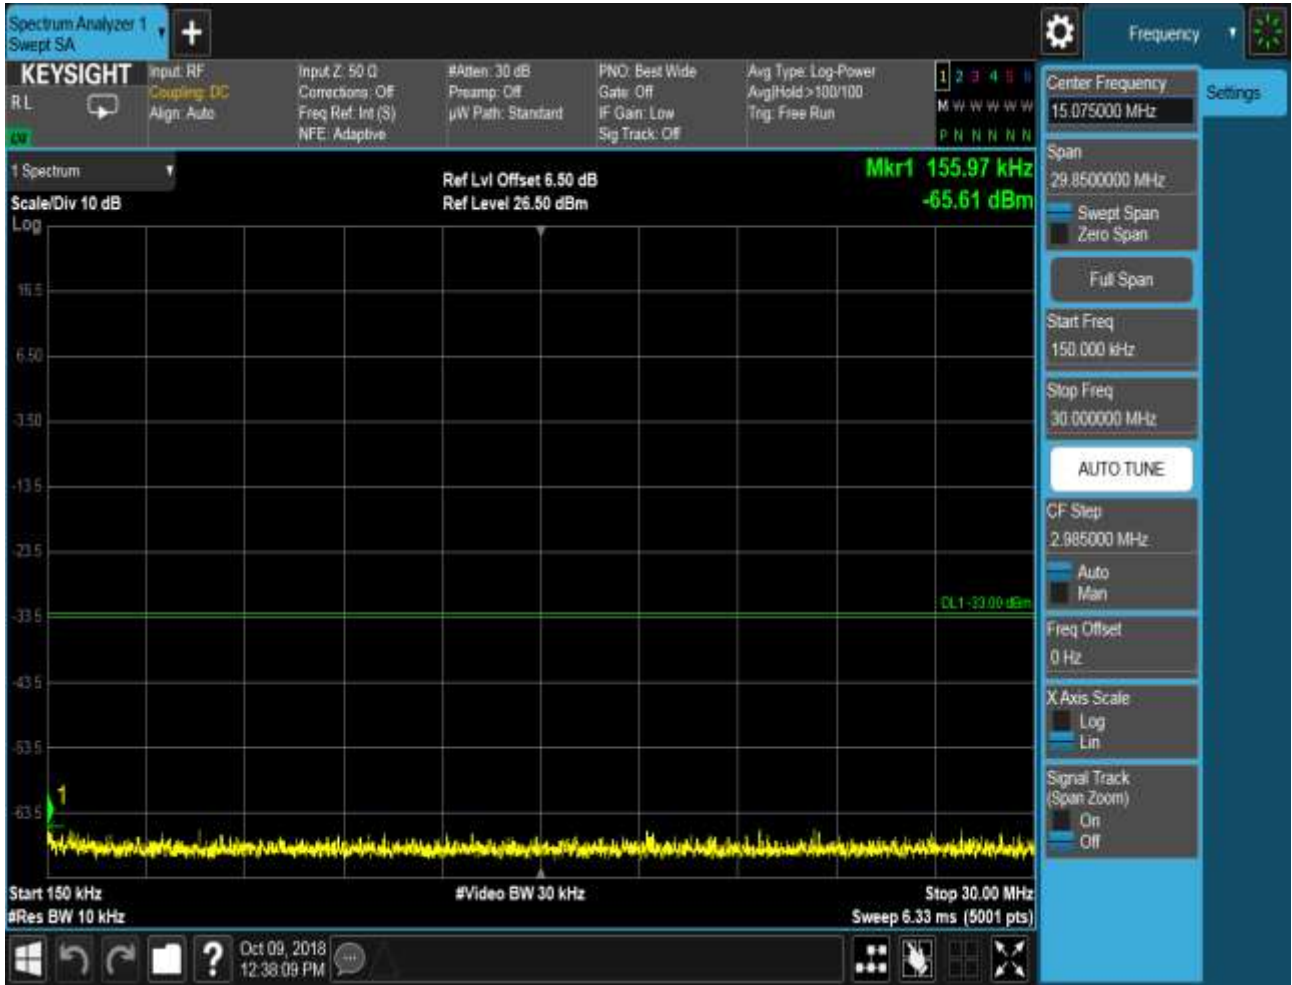 Spectrum Analyzer 1
Swept SA
Frequency
KEYSIGHT
R L
LW
Input: RF
Coupling: DC
Align: Auto
Input Z: 50 Ω
Corrections: Off
Freq Ref: Int (S)
NFE: Adaptive
#Atten: 30 dB
Preamp: Off
µW Path: Standard
PNO: Best Wide
Gate: Off
IF Gain: Low
Sig Track: Off
Avg Type: Log-Power
Avg|Hold:>100/100
Trig: Free Run
1 2 3 4 5 6
M W W W W W
P N N N N N
1 Spectrum
Scale/Div 10 dB
Log
Ref Lvl Offset 6.50 dB
Ref Level 26.50 dBm
Mkr1 155.97 kHz
-65.61 dBm
16.5
6.50
-3.50
-13.5
-23.5
-33.5
-43.5
-53.5
-63.5
DL1 -33.00 dBm
1
Start 150 kHz
#Res BW 10 kHz
#Video BW 30 kHz
Stop 30.00 MHz
Sweep 6.33 ms (5001 pts)
?
Oct 09, 2018
12:38:09 PM
Center Frequency
15.075000 MHz
Settings
Span
29.8500000 MHz
Swept Span
Zero Span
Full Span
Start Freq
150.000 kHz
Stop Freq
30.000000 MHz
AUTO TUNE
CF Step
2.985000 MHz
Auto
Man
Freq Offset
0 Hz
X Axis Scale
Log
Lin
Signal Track
(Span Zoom)
On
Off